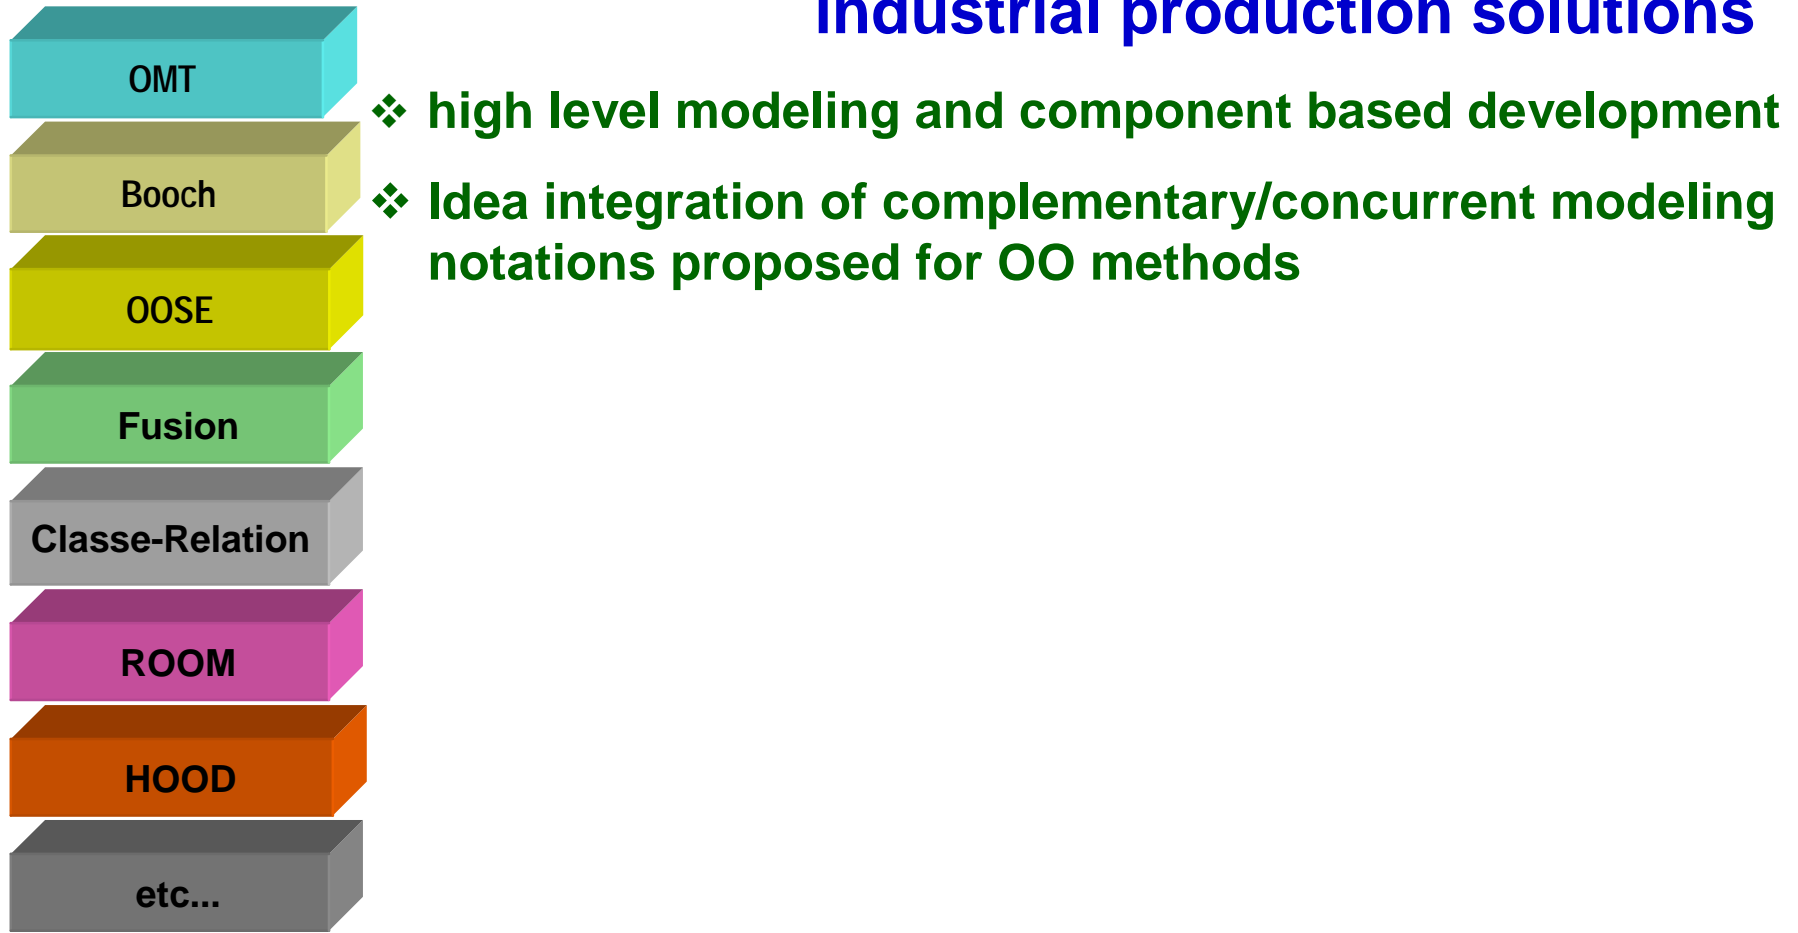 industrial production solutions
❖ high level modeling and component based development
❖ Idea integration of complementary/concurrent modeling
notations proposed for OO methods
OMT
Booch
OOSE
Fusion
Classe-Relation
ROOM
HOOD
etc...